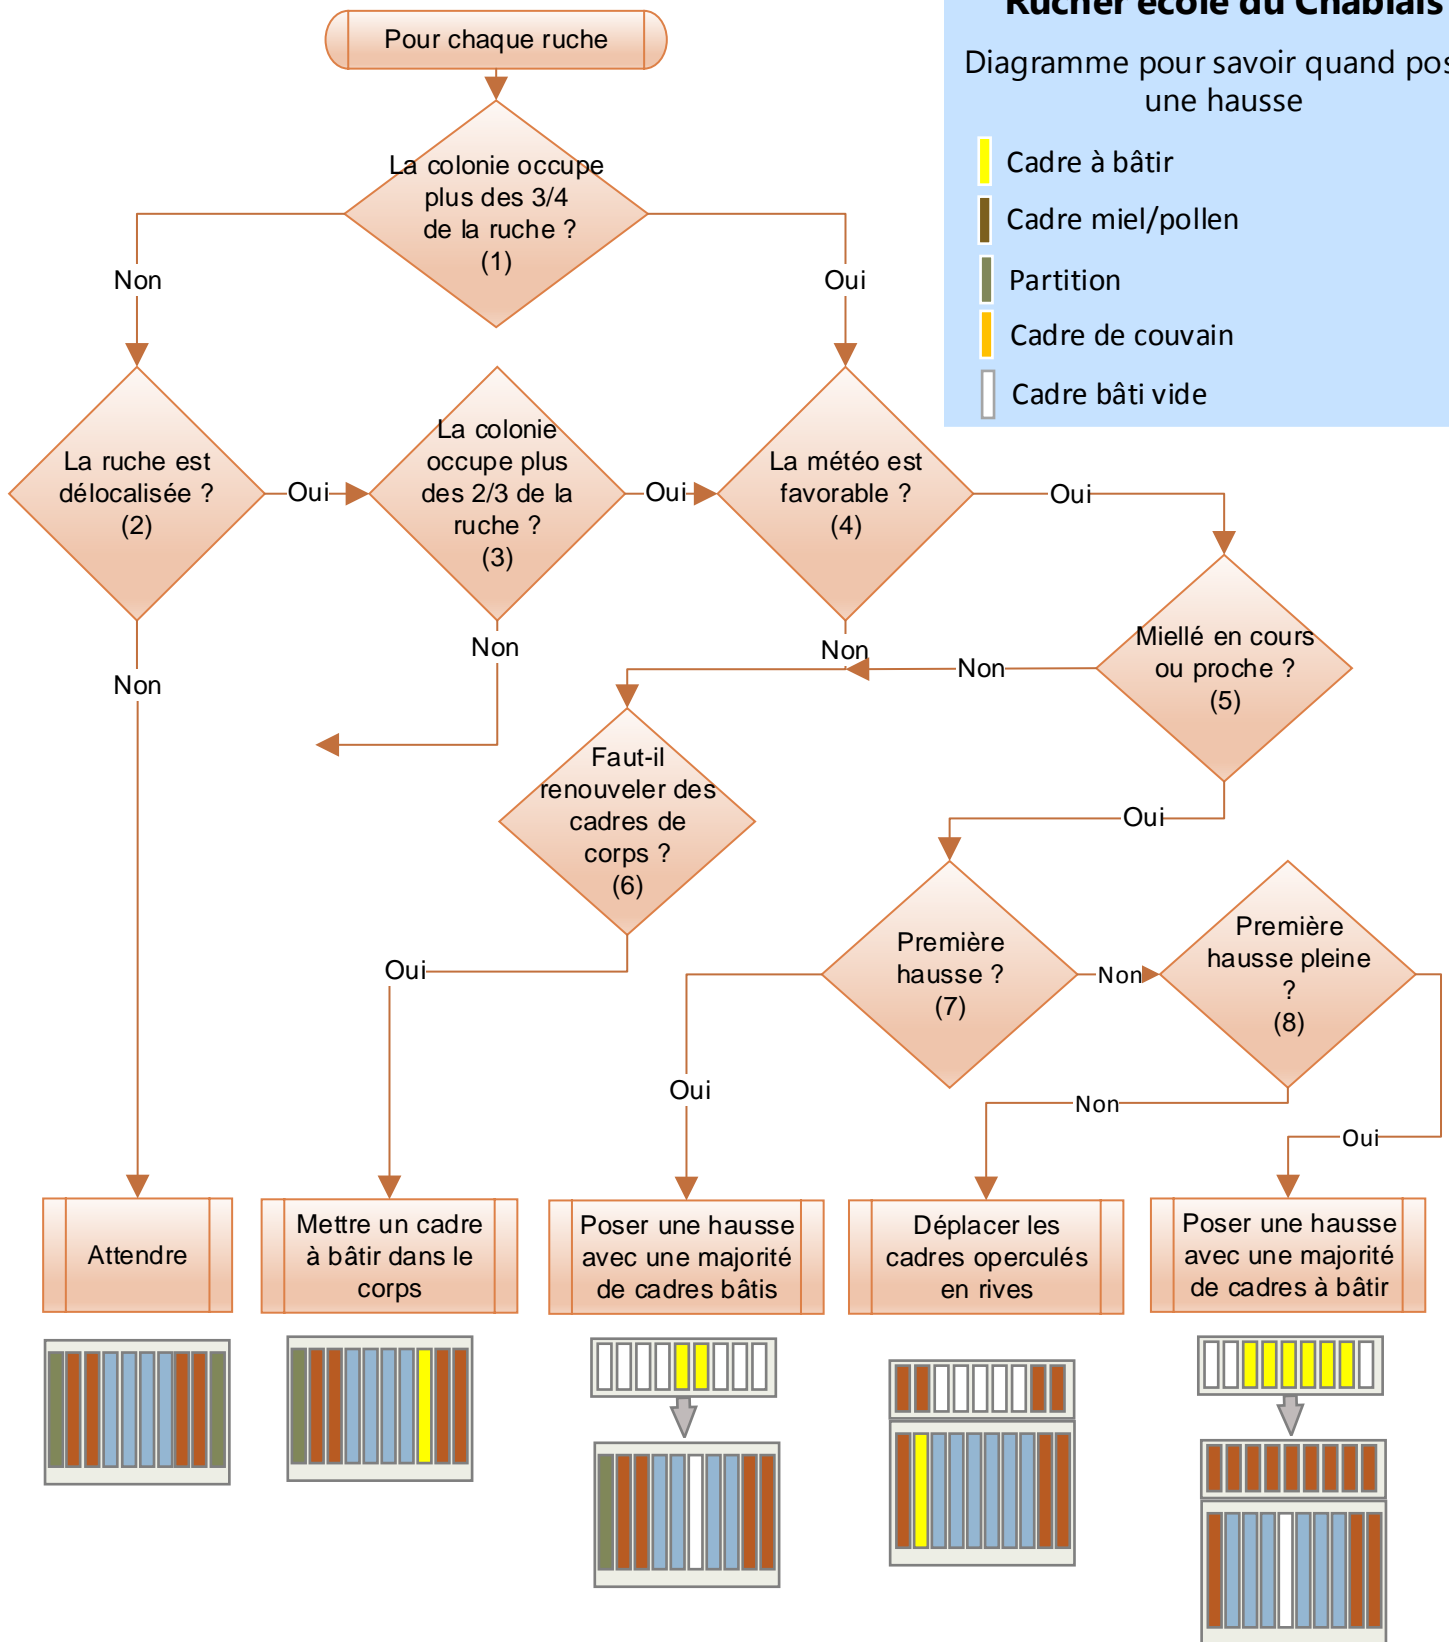 Rucher école du Chablais
Diagramme pour savoir quand pos
une hausse
Cadre à bâtir
Cadre miel/pollen
Partition
Cadre de couvain
Cadre bâti vide
Pour chaque ruche
La colonie occupe
plus des 3/4
de la ruche ?
(1)
Non
Oui
La ruche est
délocalisée ?
(2)
Oui
La colonie
occupe plus
des 2/3 de la
ruche ?
(3)
Oui
La météo est
favorable ?
(4)
Oui
Non
Non
Non
Non
Miellé en cours
ou proche ?
(5)
Faut-il
renouveler des
cadres de
corps ?
(6)
Oui
Oui
Première
hausse ?
(7)
Non
Première
hausse pleine
?
(8)
Oui
Non
Oui
Attendre
Mettre un cadre
à bâtir dans le
corps
Poser une hausse
avec une majorité
de cadres bâtis
Déplacer les
cadres operculés
en rives
Poser une hausse
avec une majorité
de cadres à bâtir